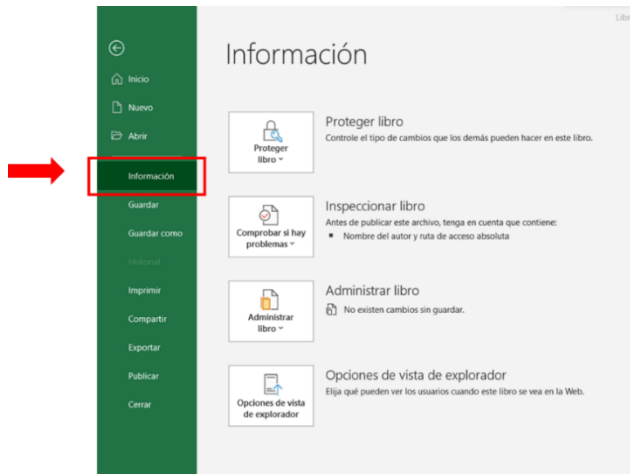 Libr
Información
Inicio
Nuevo
Abrir
Información
Guardar
Guardar como
Historial
Imprimir
Compartir
Exportar
Publicar
Cerrar
Proteger
libro
Proteger libro
Controle el tipo de cambios que los demás pueden hacer en este libro.
Comprobar si hay
problemas
Inspeccionar libro
Antes de publicar este archivo, tenga en cuenta que contiene:
Nombre del autor y ruta de acceso absoluta
Administrar
libro
Administrar libro
No existen cambios sin guardar.
Opciones de vista
de explorador
Opciones de vista de explorador
Elija qué pueden ver los usuarios cuando este libro se vea en la Web.